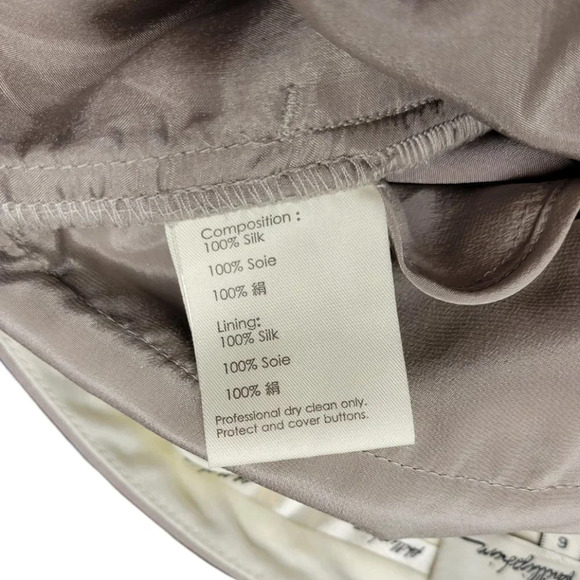 Composition :
100% Silk
100% Soie
100% 絹
Lining:
100% Silk
100% Soie
100% 絹
Professional dry clean only.
Protect and cover buttons.
6